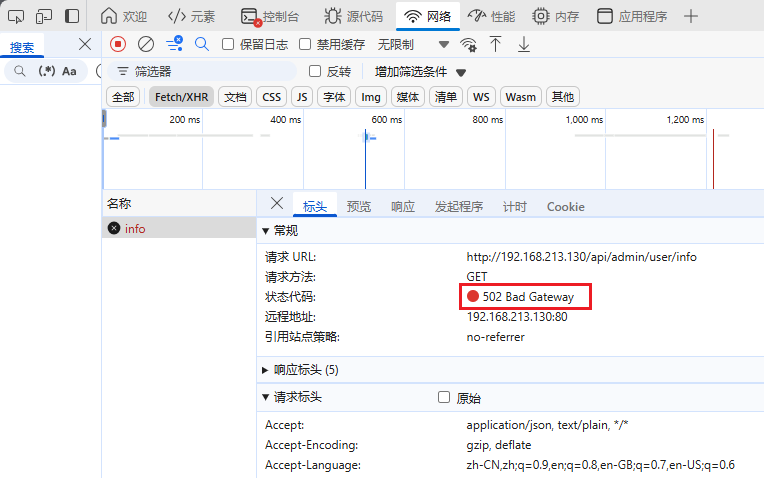 欢迎 元素 控制台 源代码 网络 性能 内存 应用程序
搜索 保留日志 禁用缓存 无限制
(.*) Aa 筛选器 反转 增加筛选条件
全部 Fetch/XHR 文档 CSS JS 字体 Img 媒体 清单 WS Wasm 其他
200 ms 400 ms 600 ms 800 ms 1,000 ms 1,200 ms
名称 标头 预览 响应 发起程序 计时 Cookie
info 常规
请求 URL: http://192.168.213.130/api/admin/user/info
请求方法: GET
状态代码: 502 Bad Gateway
远程地址: 192.168.213.130:80
引用站点策略: no-referrer
响应标头 (5)
请求标头 原始
Accept: application/json, text/plain, */*
Accept-Encoding: gzip, deflate
Accept-Language: zh-CN,zh;q=0.9,en;q=0.8,en-GB;q=0.7,en-US;q=0.6